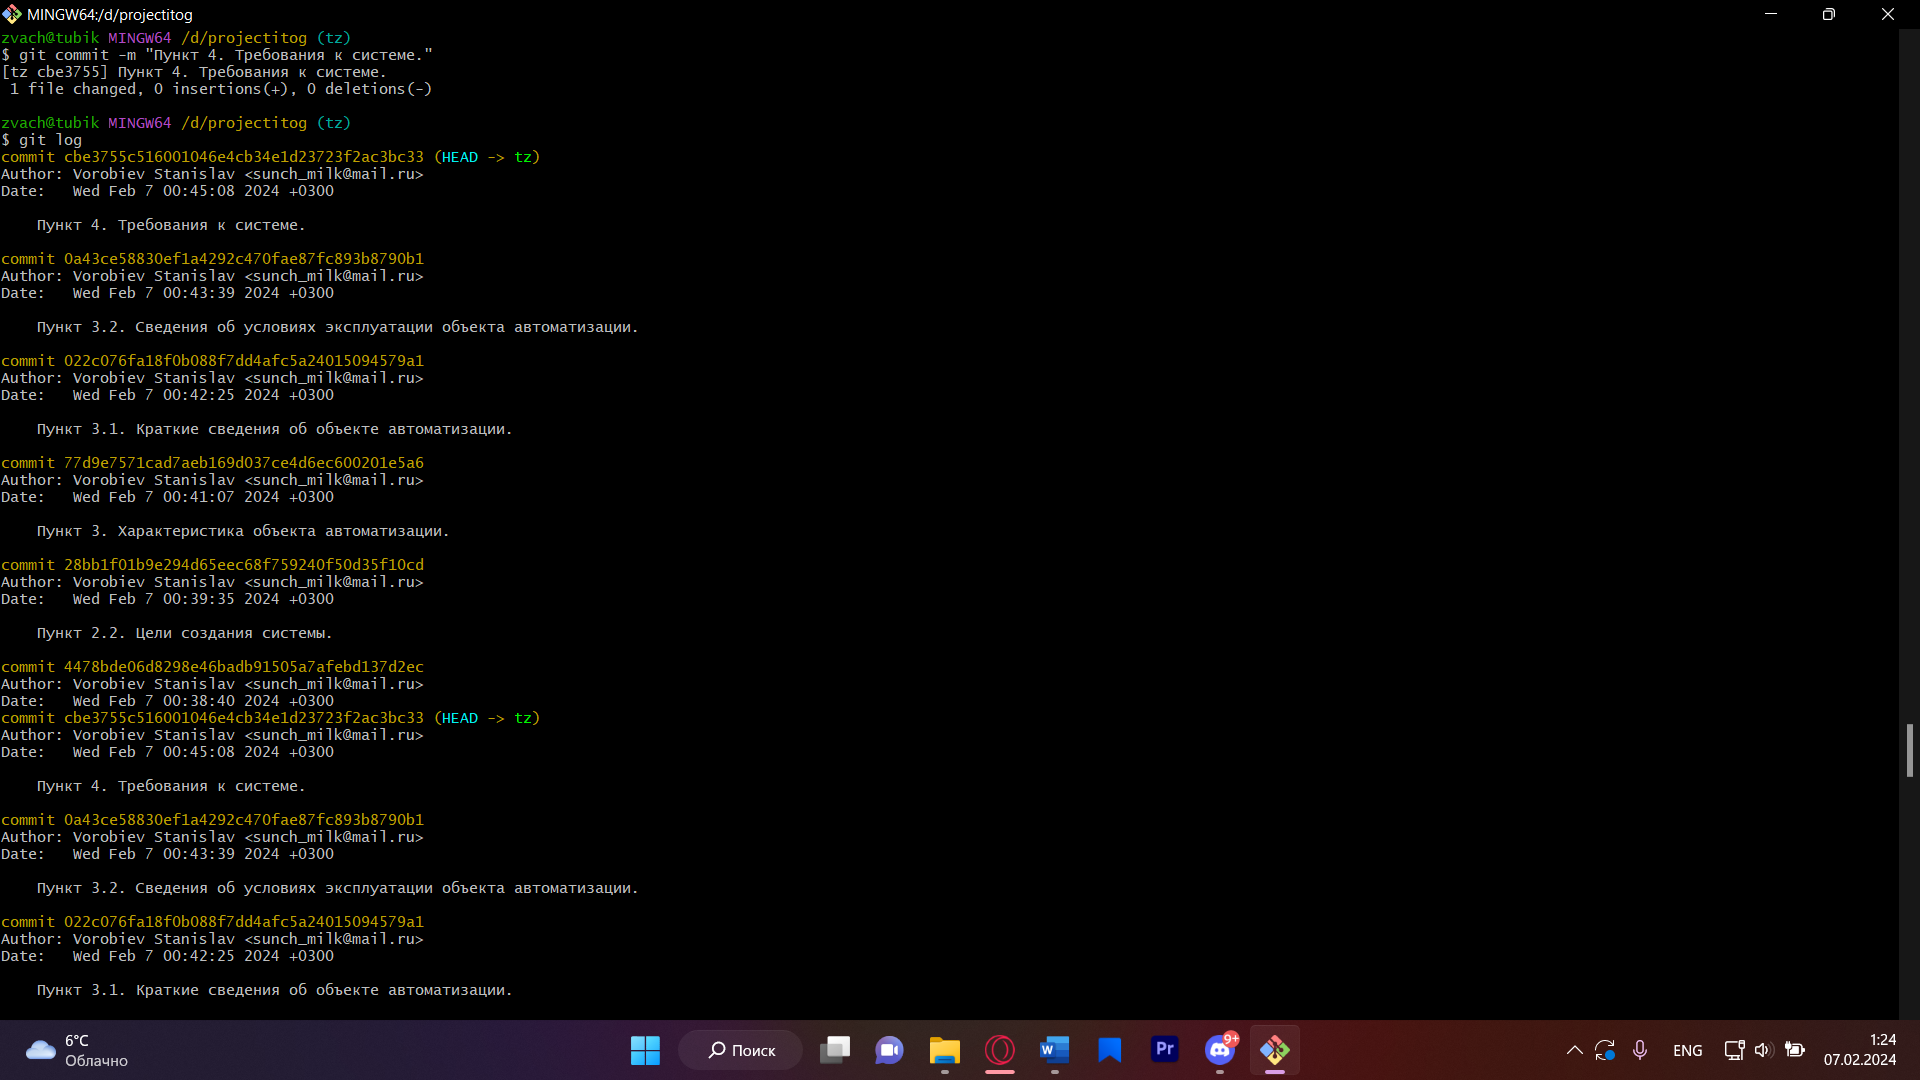 MINGW64:/d/projectitog
zvach@tubik MINGW64 /d/projectitog (tz)
$ git commit -m "Пункт 4. Требования к системе."
[tz cbe3755] Пункт 4. Требования к системе.
 1 file changed, 0 insertions(+), 0 deletions(-)
zvach@tubik MINGW64 /d/projectitog (tz)
$ git log
commit cbe3755c516001046e4cb34e1d23723f2ac3bc33 (HEAD -> tz)
Author: Vorobiev Stanislav <sunch_milk@mail.ru>
Date:   Wed Feb 7 00:45:08 2024 +0300
    Пункт 4. Требования к системе.
commit 0a43ce58830ef1a4292c470fae87fc893b8790b1
Author: Vorobiev Stanislav <sunch_milk@mail.ru>
Date:   Wed Feb 7 00:43:39 2024 +0300
    Пункт 3.2. Сведения об условиях эксплуатации объекта автоматизации.
commit 022c076fa18f0b088f7dd4afc5a24015094579a1
Author: Vorobiev Stanislav <sunch_milk@mail.ru>
Date:   Wed Feb 7 00:42:25 2024 +0300
    Пункт 3.1. Краткие сведения об объекте автоматизации.
commit 77d9e7571cad7aeb169d037ce4d6ec600201e5a6
Author: Vorobiev Stanislav <sunch_milk@mail.ru>
Date:   Wed Feb 7 00:41:07 2024 +0300
    Пункт 3. Характеристика объекта автоматизации.
commit 28bb1f01b9e294d65eec68f759240f50d35f10cd
Author: Vorobiev Stanislav <sunch_milk@mail.ru>
Date:   Wed Feb 7 00:39:35 2024 +0300
    Пункт 2.2. Цели создания системы.
commit 4478bde06d8298e46badb91505a7afebd137d2ec
Author: Vorobiev Stanislav <sunch_milk@mail.ru>
Date:   Wed Feb 7 00:38:40 2024 +0300
commit cbe3755c516001046e4cb34e1d23723f2ac3bc33 (HEAD -> tz)
Author: Vorobiev Stanislav <sunch_milk@mail.ru>
Date:   Wed Feb 7 00:45:08 2024 +0300
    Пункт 4. Требования к системе.
commit 0a43ce58830ef1a4292c470fae87fc893b8790b1
Author: Vorobiev Stanislav <sunch_milk@mail.ru>
Date:   Wed Feb 7 00:43:39 2024 +0300
    Пункт 3.2. Сведения об условиях эксплуатации объекта автоматизации.
commit 022c076fa18f0b088f7dd4afc5a24015094579a1
Author: Vorobiev Stanislav <sunch_milk@mail.ru>
Date:   Wed Feb 7 00:42:25 2024 +0300
    Пункт 3.1. Краткие сведения об объекте автоматизации.
6°C
Облачно
Поиск
W
Pr
9+
ENG
1:24
07.02.2024